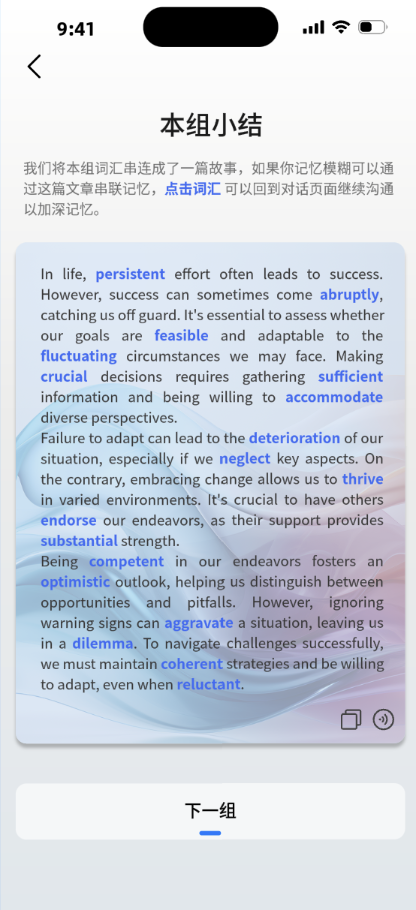 9:41
本组小结
我们将本组词汇串连成了一篇故事，如果你记忆模糊可以通
过这篇文章串联记忆，点击词汇 可以回到对话页面继续沟通
以加深记忆。
In life, persistent effort often leads to success.
However, success can sometimes come abruptly,
catching us off guard. It's essential to assess whether
our goals are feasible and adaptable to the
fluctuating circumstances we may face. Making
crucial decisions requires gathering sufficient
information and being willing to accommodate
diverse perspectives.
Failure to adapt can lead to the deterioration of our
situation, especially if we neglect key aspects. On
the contrary, embracing change allows us to thrive
in varied environments. It's crucial to have others
endorse our endeavors, as their support provides
substantial strength.
Being competent in our endeavors fosters an
optimistic outlook, helping us distinguish between
opportunities and pitfalls. However, ignoring
warning signs can aggravate a situation, leaving us
in a dilemma. To navigate challenges successfully,
we must maintain coherent strategies and be willing
to adapt, even when reluctant.
下一组